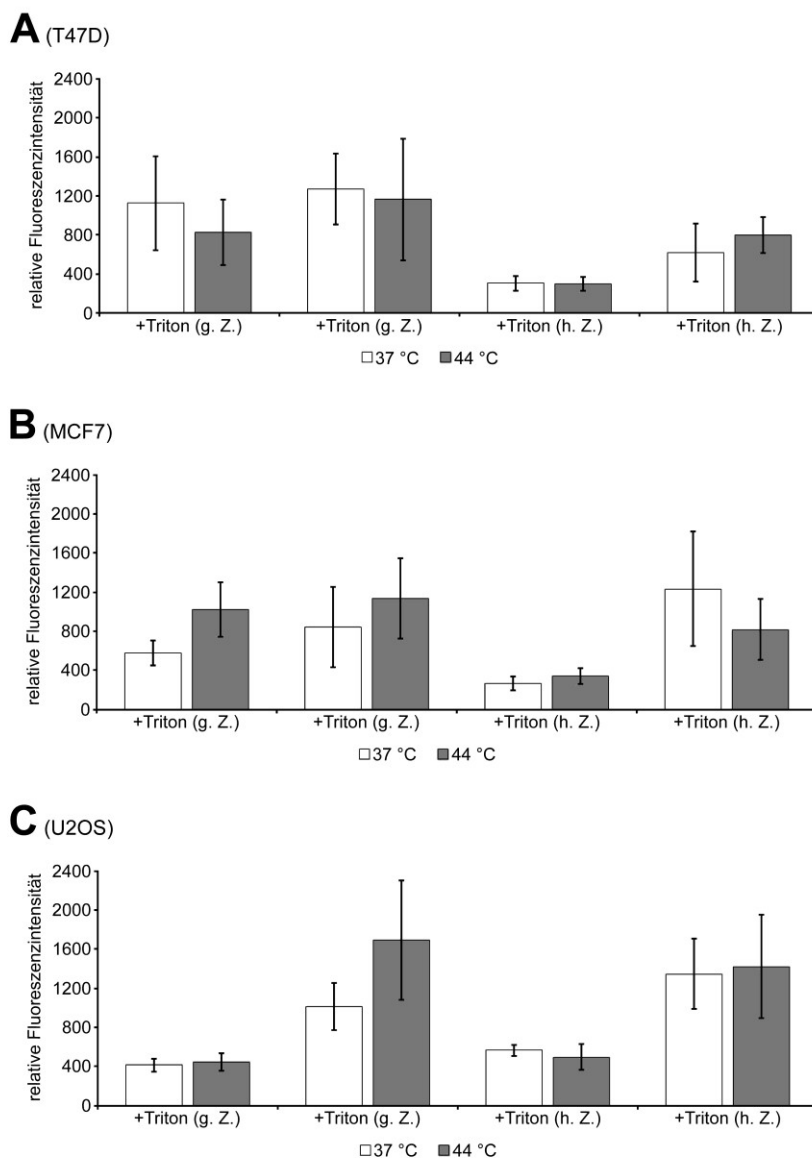 A (T47D)
relative Fluoreszenzintensität
2400
2000
1600
1200
800
400
0
+Triton (g. Z.) +Triton (g. Z.) +Triton (h. Z.) +Triton (h. Z.)
37 °C 44 °C
B (MCF7)
relative Fluoreszenzintensität
2400
2000
1600
1200
800
400
0
+Triton (g. Z.) +Triton (g. Z.) +Triton (h. Z.) +Triton (h. Z.)
37 °C 44 °C
C (U2OS)
relative Fluoreszenzintensität
2400
2000
1600
1200
800
400
0
+Triton (g. Z.) +Triton (g. Z.) +Triton (h. Z.) +Triton (h. Z.)
37 °C 44 °C